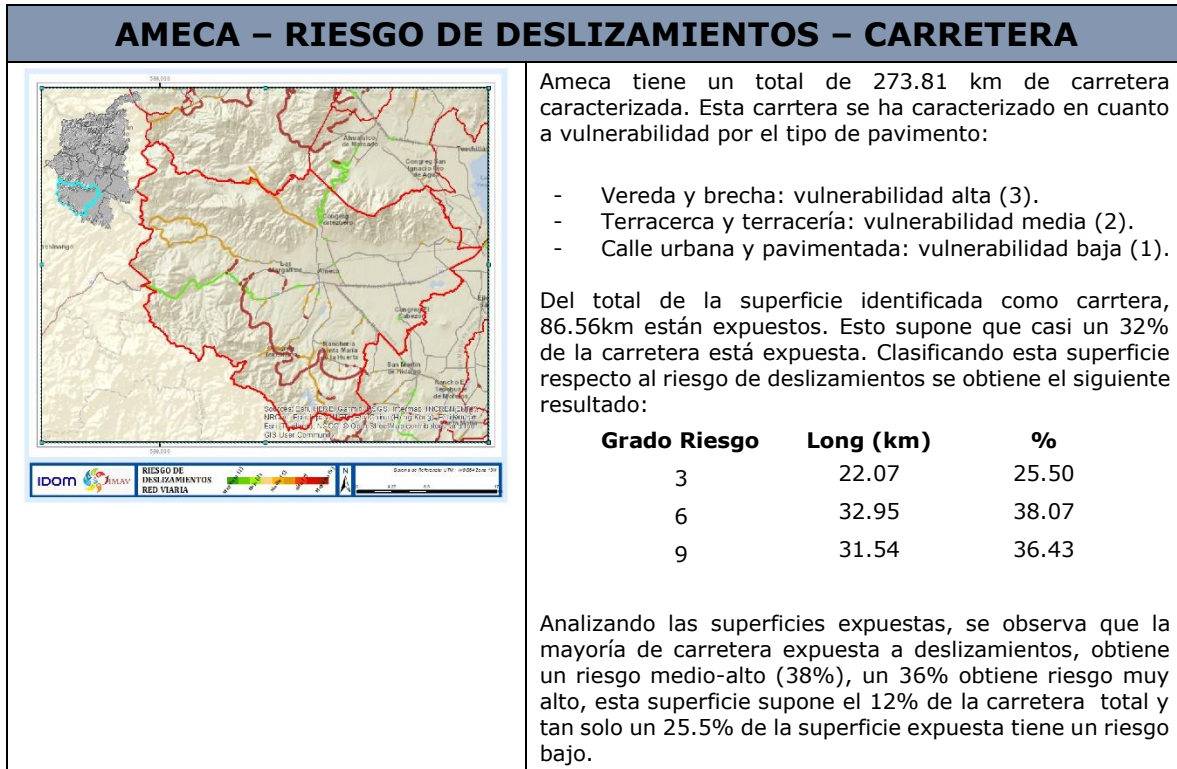 AMECA – RIESGO DE DESLIZAMIENTOS – CARRETERA
Ameca
IDOM
JIMAV
RIESGO DE
DESLIZAMIENTOS
RED VIARIA
N
Ameca tiene un total de 273.81 km de carretera
caracterizada. Esta carrtera se ha caracterizado en cuanto
a vulnerabilidad por el tipo de pavimento:
- Vereda y brecha: vulnerabilidad alta (3).
- Terracerca y terracería: vulnerabilidad media (2).
- Calle urbana y pavimentada: vulnerabilidad baja (1).
Del total de la superficie identificada como carrtera,
86.56km están expuestos. Esto supone que casi un 32%
de la carretera está expuesta. Clasificando esta superficie
respecto al riesgo de deslizamientos se obtiene el siguiente
resultado:
Grado Riesgo Long (km) %
3 22.07 25.50
6 32.95 38.07
9 31.54 36.43
Analizando las superficies expuestas, se observa que la
mayoría de carretera expuesta a deslizamientos, obtiene
un riesgo medio-alto (38%), un 36% obtiene riesgo muy
alto, esta superficie supone el 12% de la carretera total y
tan solo un 25.5% de la superficie expuesta tiene un riesgo
bajo.